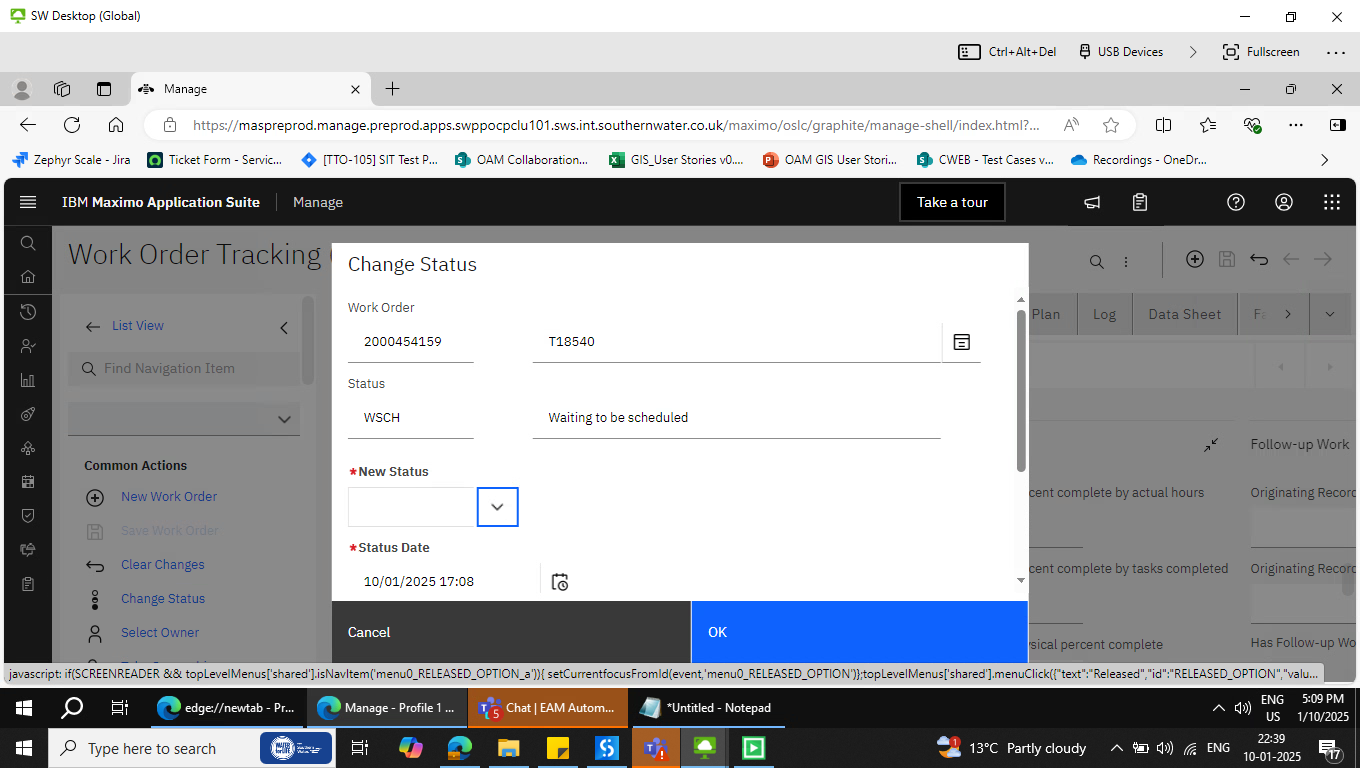 SW Desktop (Global)
Ctrl+Alt+Del
USB Devices
Fullscreen
Manage
https://maspreprod.manage.preprod.apps.swppocpclu101.sws.int.southernwater.co.uk/maximo/oslc/graphite/manage-shell/index.html?...
Zephyr Scale - Jira
Ticket Form - Servic...
[TTO-105] SIT Test P...
OAM Collaboration...
GIS_User Stories v0....
OAM GIS User Stori...
CWEB - Test Cases v...
Recordings - OneDr...
IBM Maximo Application Suite
Manage
Take a tour
Work Order Tracking
Change Status
List View
Find Navigation Item
Work Order
2000454159
T18540
Status
WSCH
Waiting to be scheduled
*New Status
*Status Date
10/01/2025 17:08
Cancel
OK
Common Actions
New Work Order
Save Work Order
Clear Changes
Change Status
Select Owner
Plan
Log
Data Sheet
Fa
Follow-up Work
cent complete by actual hours
Originating Record
cent complete by tasks completed
Originating Record
sical percent complete
Has Follow-up Wo
javascript: if(SCREENREADER && topLevelMenus['shared'].isNavItem('menu0_RELEASED_OPTION_a')){ setCurrentfocusFromId(event,'menu0_RELEASED_OPTION')};topLevelMenus['shared'].menuClick({"text":"Released","id":"RELEASED_OPTION","valu...
edge://newtab - Pr...
Manage - Profile 1 ...
5
Chat | EAM Autom...
*Untitled - Notepad
ENG
US
5:09 PM
1/10/2025
Type here to search
13°C Partly cloudy
ENG
22:39
10-01-2025
17